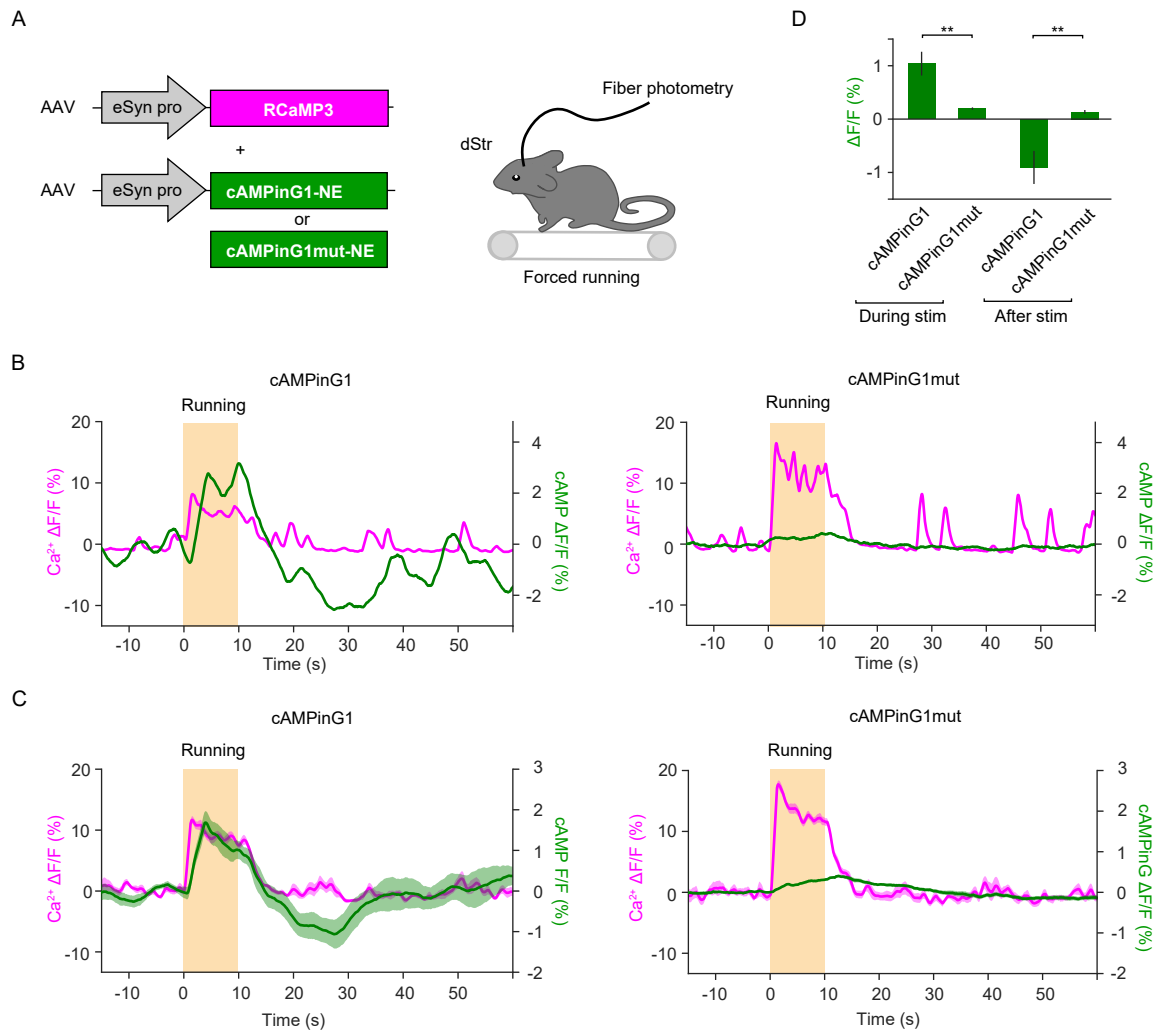 A
AAV
eSyn pro
RCaMP3
+
AAV
eSyn pro
cAMPinG1-NE
or
cAMPinG1mut-NE
Fiber photometry
dStr
Forced running
D
**
**
ΔF/F (%)
1
0
-1
cAMPinG1
cAMPinG1mut
cAMPinG1
cAMPinG1mut
During stim
After stim
B
cAMPinG1
Running
Ca²⁺ ΔF/F (%)
20
10
0
-10
cAMP ΔF/F (%)
4
2
0
-2
-10 0 10 20 30 40 50
Time (s)
cAMPinG1mut
Running
Ca²⁺ ΔF/F (%)
20
10
0
-10
cAMP ΔF/F (%)
4
2
0
-2
-10 0 10 20 30 40 50
Time (s)
C
cAMPinG1
Running
Ca²⁺ ΔF/F (%)
20
10
0
-10
cAMP F/F (%)
3
2
1
0
-1
-2
-10 0 10 20 30 40 50
Time (s)
cAMPinG1mut
Running
Ca²⁺ ΔF/F (%)
20
10
0
-10
cAMPinG ΔF/F (%)
3
2
1
0
-1
-2
-10 0 10 20 30 40 50
Time (s)